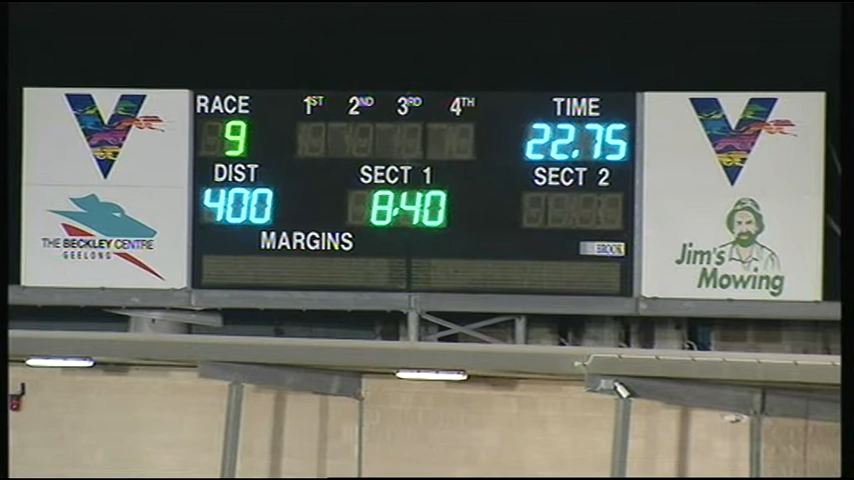 RACE 1ST 2ND 3RD 4TH TIME
9 22.75
DIST SECT 1 SECT 2
400 8.40
MARGINS
BROOK
THE BECKLEY CENTRE
GEELONG
Jim's
Mowing